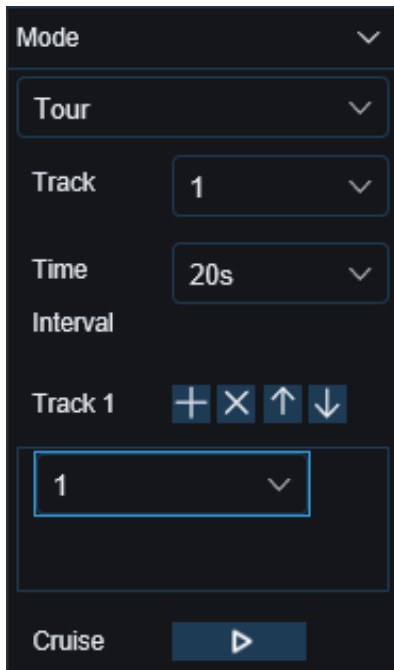 Mode
Tour
Track 1
Time
Interval
20s
Track 1
1
Cruise